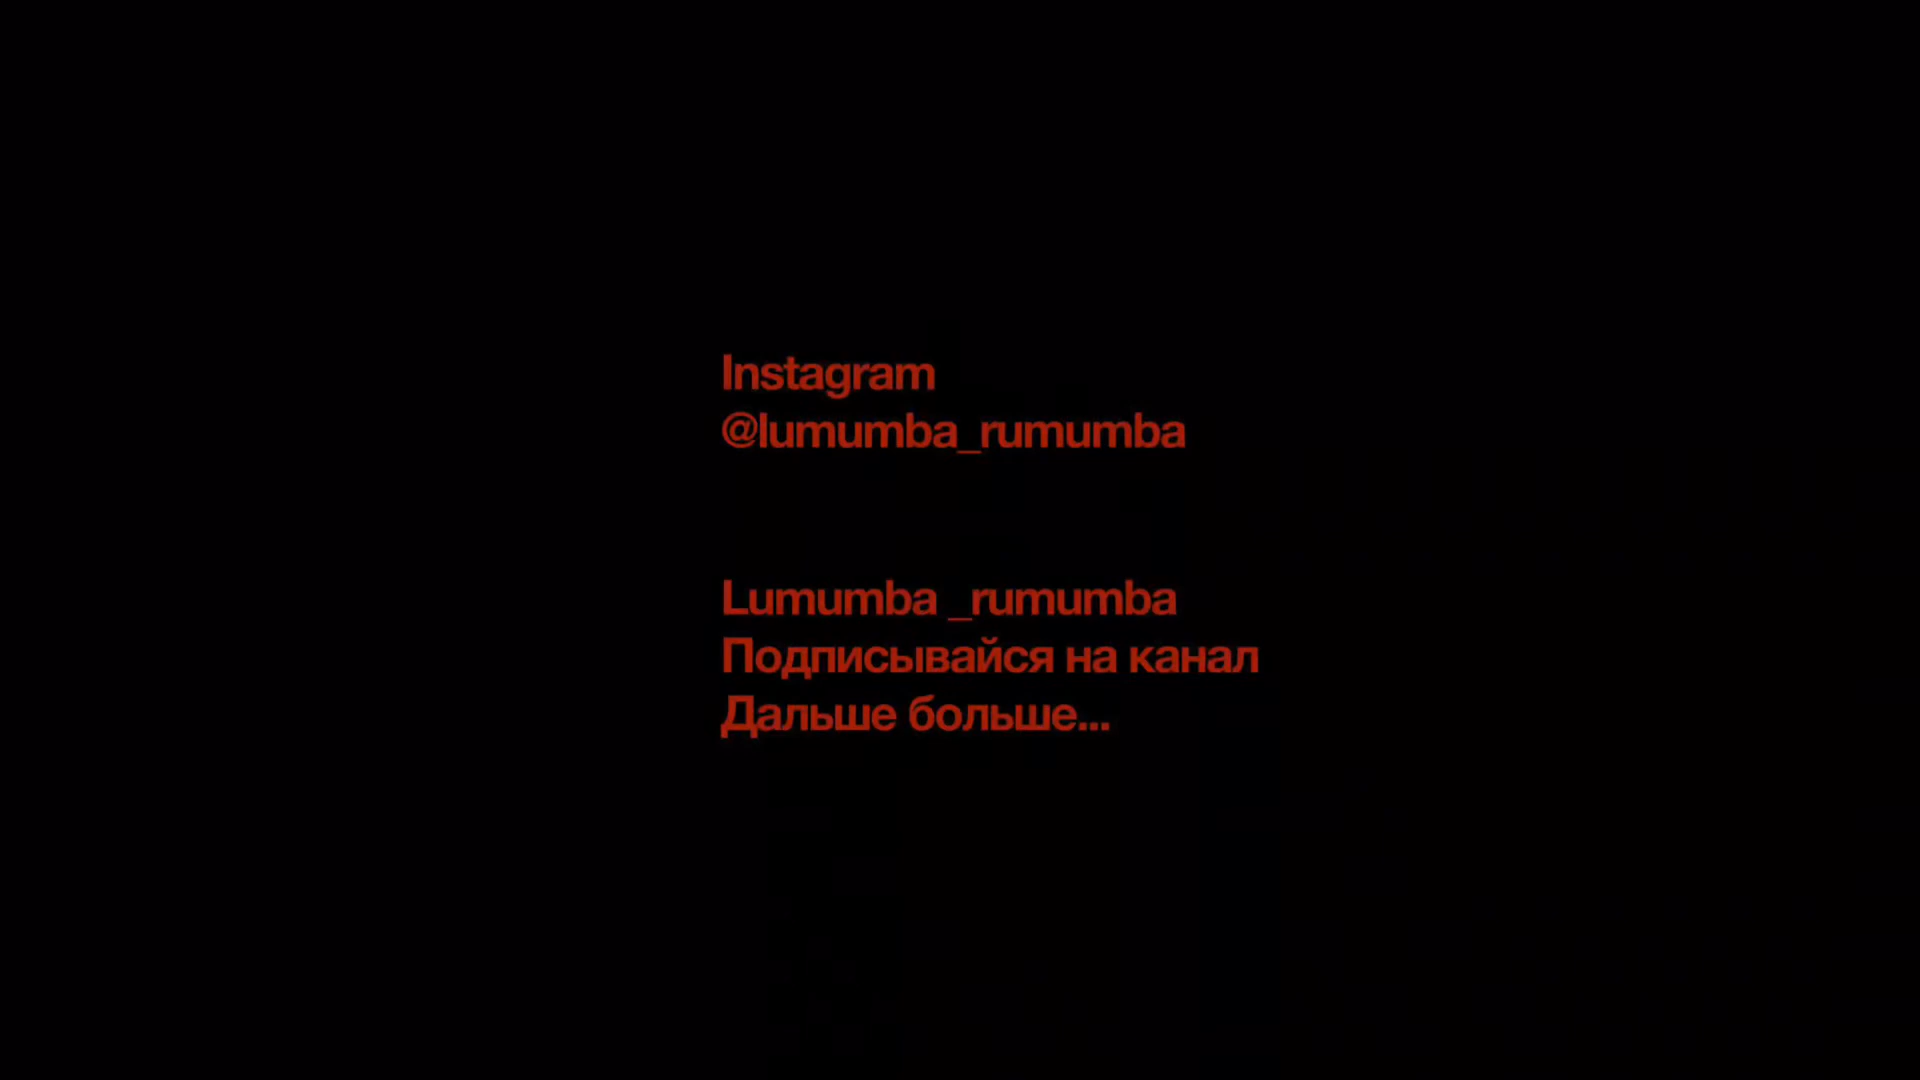 Instagram
@lumumba_rumumba
Lumumba _rumumba
Подписывайся на канал
Дальше больше...